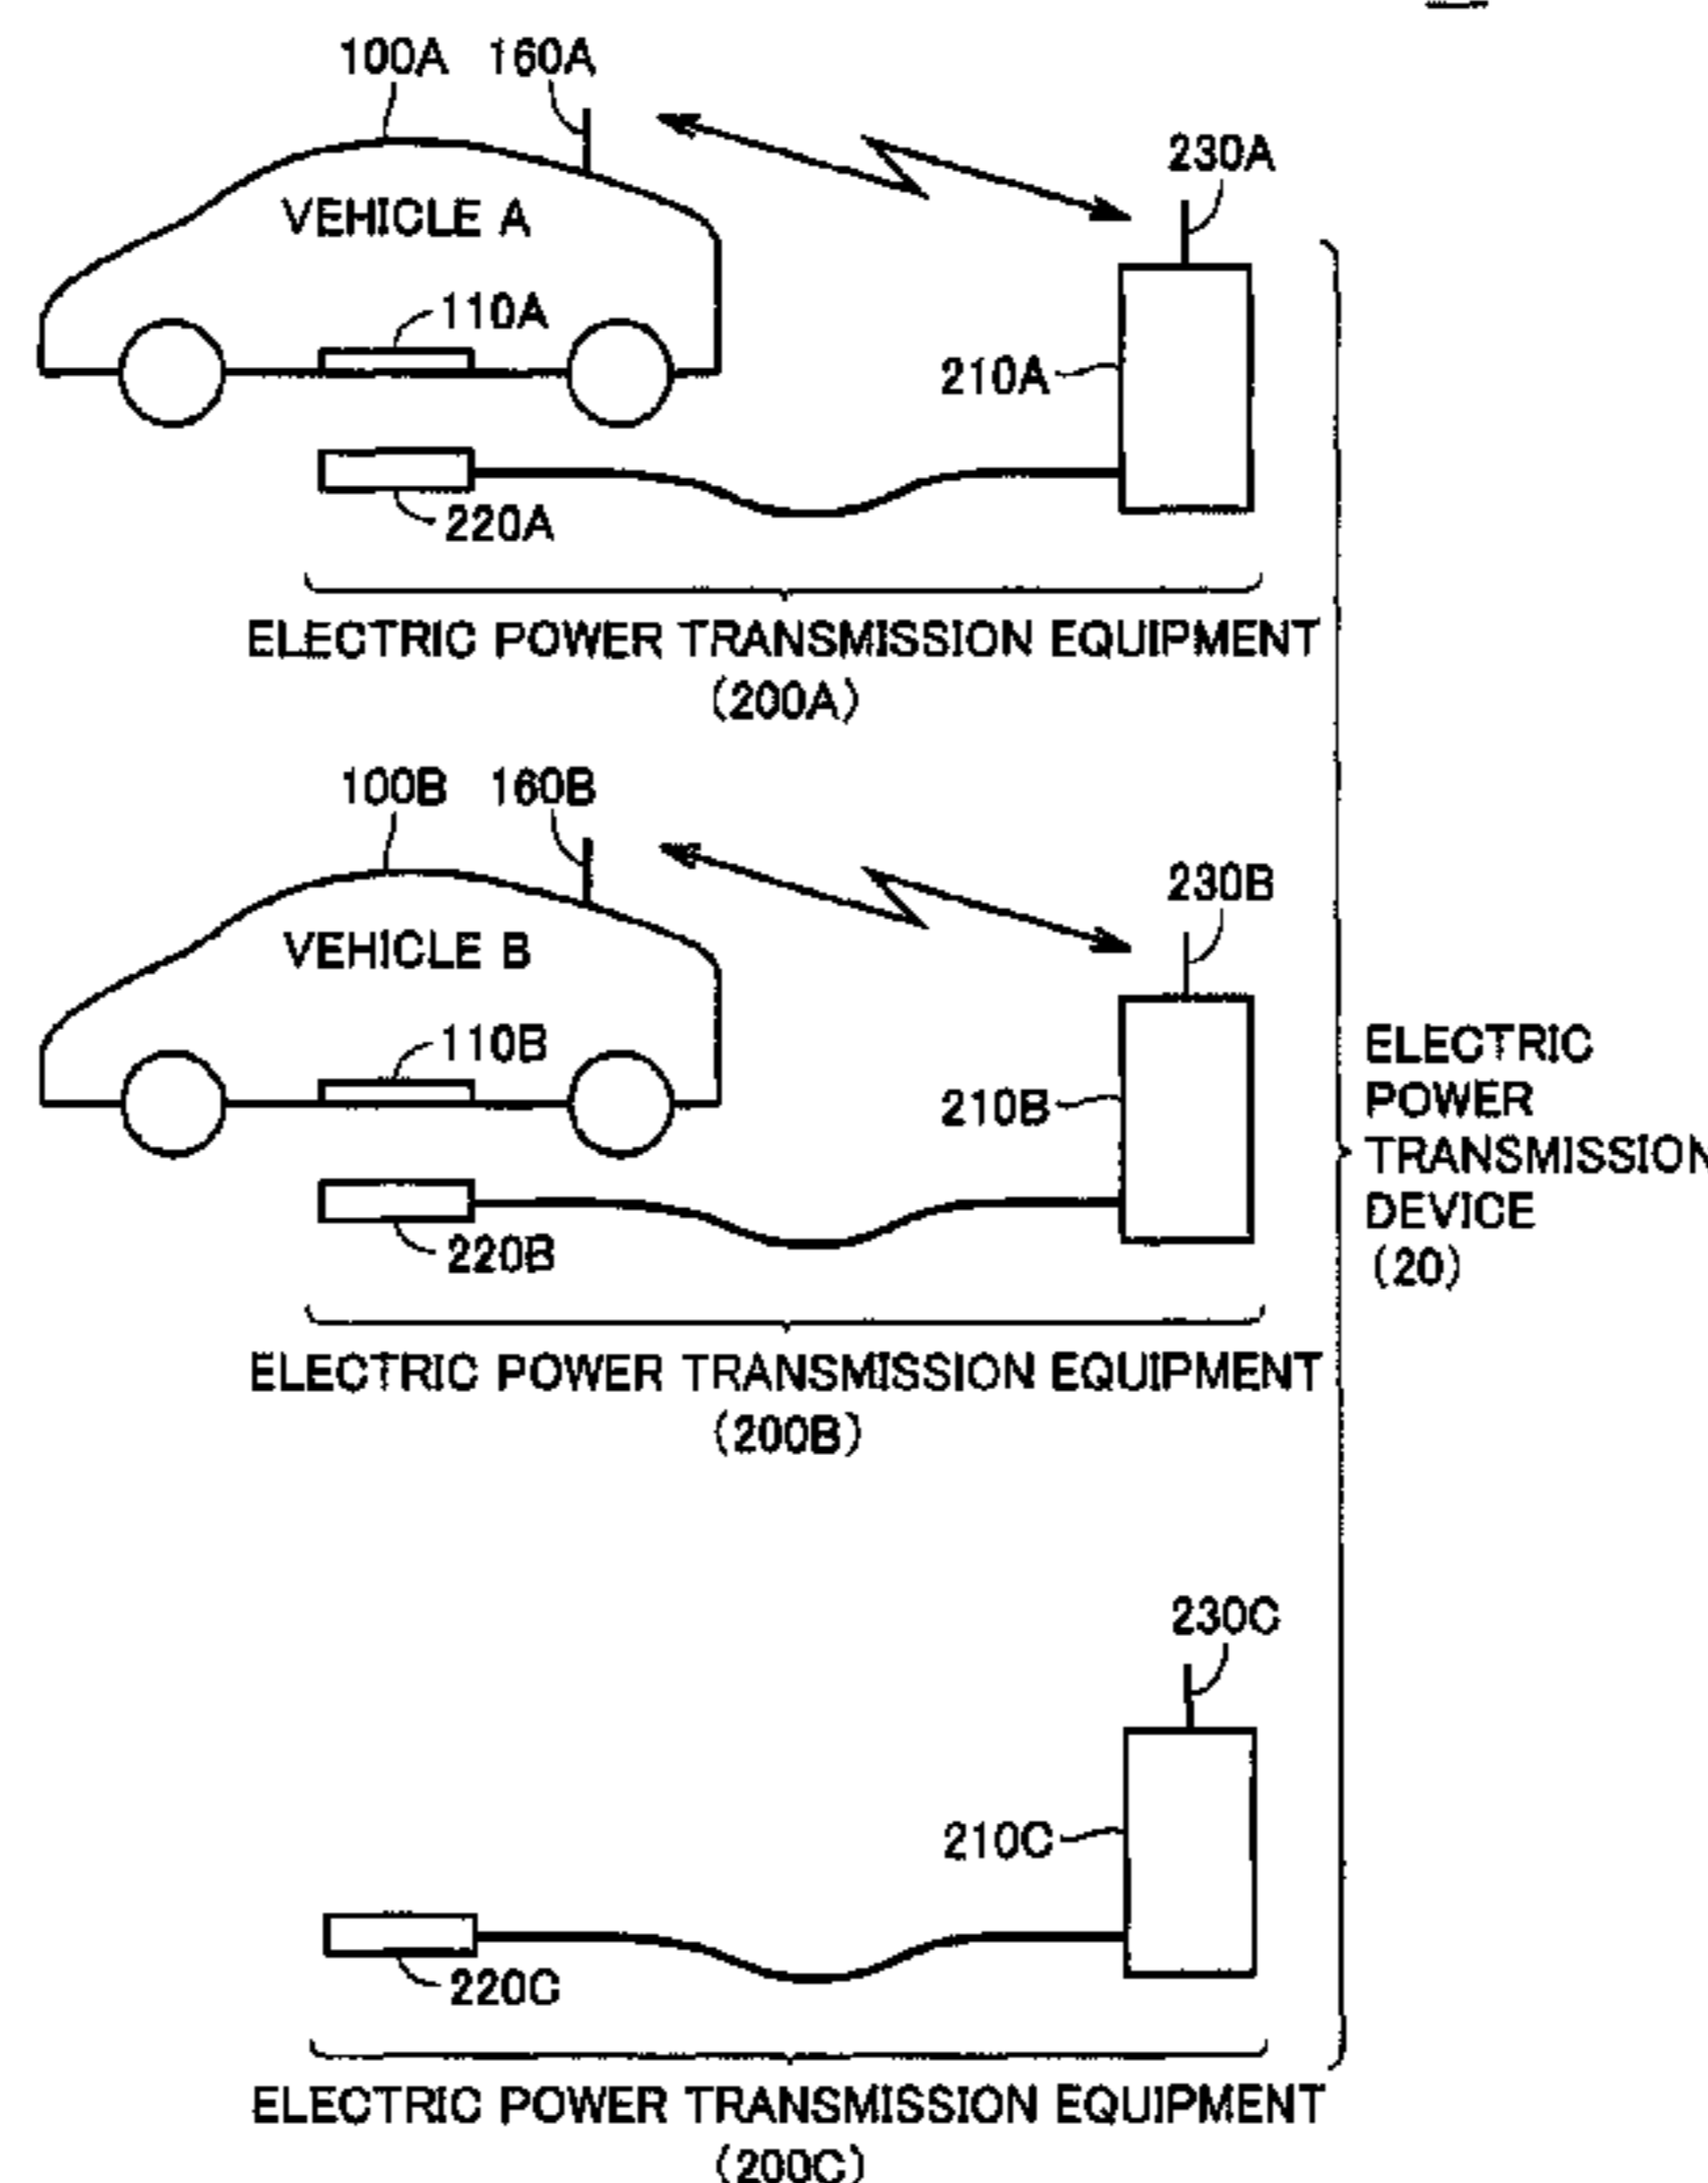 100A 160A
230A
VEHICLE A
110A
210A
220A
ELECTRIC POWER TRANSMISSION EQUIPMENT
(200A)
100B 160B
230B
VEHICLE B
110B
210B
220B
ELECTRIC POWER TRANSMISSION EQUIPMENT
(200B)
ELECTRIC
POWER
TRANSMISSION
DEVICE
(20)
230C
210C
220C
ELECTRIC POWER TRANSMISSION EQUIPMENT
(200C)